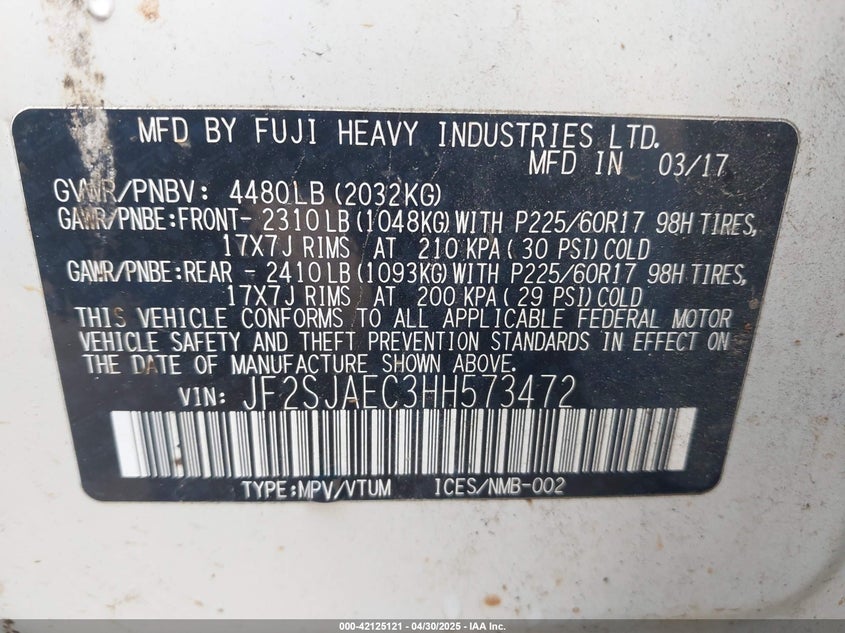 MFD BY FUJI HEAVY INDUSTRIES LTD.
MFD IN 03/17
GVWR/PNBV: 4480LB (2032KG)
GAWR/PNBE:FRONT- 2310LB (1048KG) WITH P225/60R17 98H TIRES,
17X7J RIMS AT 210 KPA ( 30 PSI) COLD
GAWR/PNBE:REAR - 2410LB (1093KG) WITH P225/60R17 98H TIRES,
17X7J RIMS AT 200 KPA ( 29 PSI) COLD
THIS VEHICLE CONFORMS TO ALL APPLICABLE FEDERAL MOTOR
VEHICLE SAFETY AND THEFT PREVENTION STANDARDS IN EFFECT ON
THE DATE OF MANUFACTURE SHOWN ABOVE.
VIN: JF2SJAEC3HH573472
TYPE:MPV/VTUM ICES/NMB-002
000-42125121 - 04/30/2025 - IAA Inc.